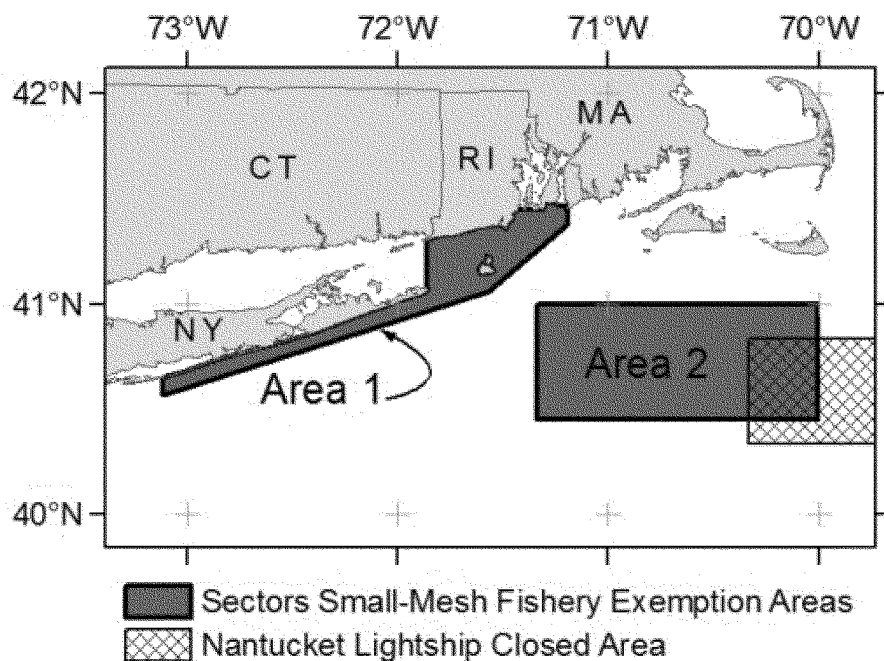 73°W 72°W 71°W 70°W
42°N
MA
CT RI
41°N
NY
Area 2
Area 1
40°N
Sectors Small-Mesh Fishery Exemption Areas
Nantucket Lightship Closed Area